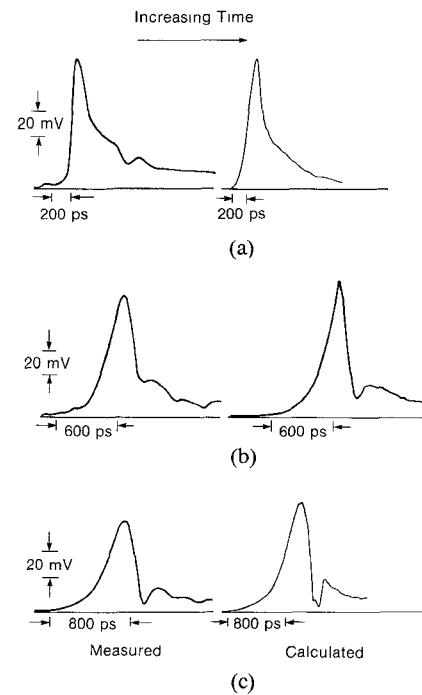 Increasing Time
20 mV
200 ps
200 ps
(a)
20 mV
600 ps
600 ps
(b)
20 mV
800 ps
800 ps
Measured
Calculated
(c)